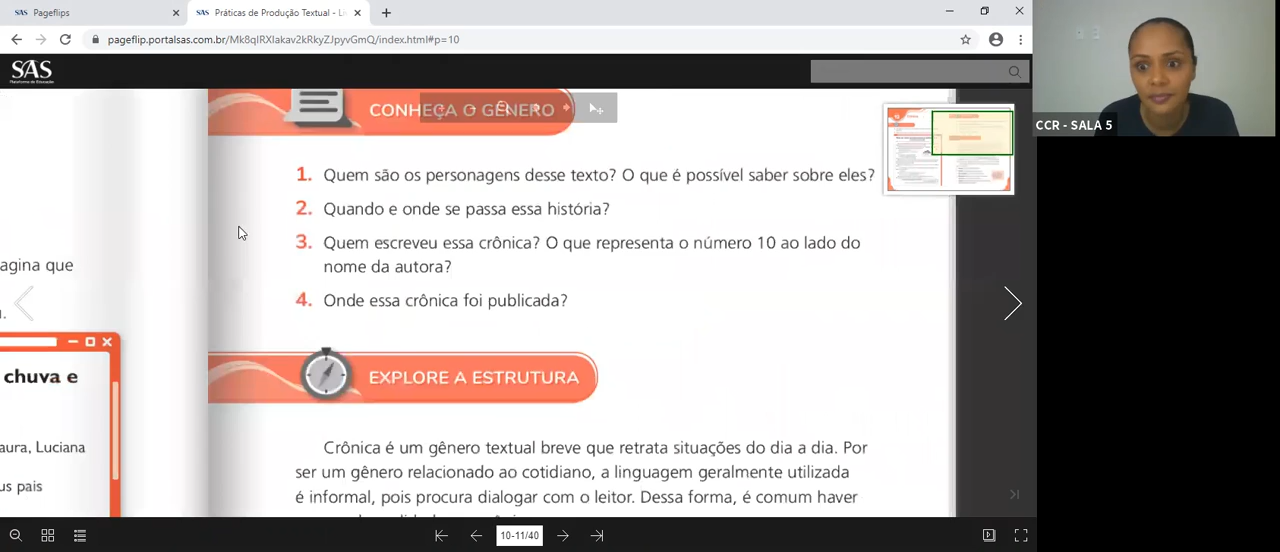 SAS Pageflips
SAS Práticas de Produção Textual - Li
pageflip.portalsas.com.br/Mk8qIRXlakav2kRkyZJpyvGmQ/index.html#p=10
SAS
Plataforma de Educação
CCR - SALA 5
CONHEÇA O GÊNERO
1. Quem são os personagens desse texto? O que é possível saber sobre eles?
2. Quando e onde se passa essa história?
3. Quem escreveu essa crônica? O que representa o número 10 ao lado do
nome da autora?
4. Onde essa crônica foi publicada?
agina que
chuva e
aura, Luciana
us pais
EXPLORE A ESTRUTURA
Crônica é um gênero textual breve que retrata situações do dia a dia. Por
ser um gênero relacionado ao cotidiano, a linguagem geralmente utilizada
é informal, pois procura dialogar com o leitor. Dessa forma, é comum haver
10-11/40